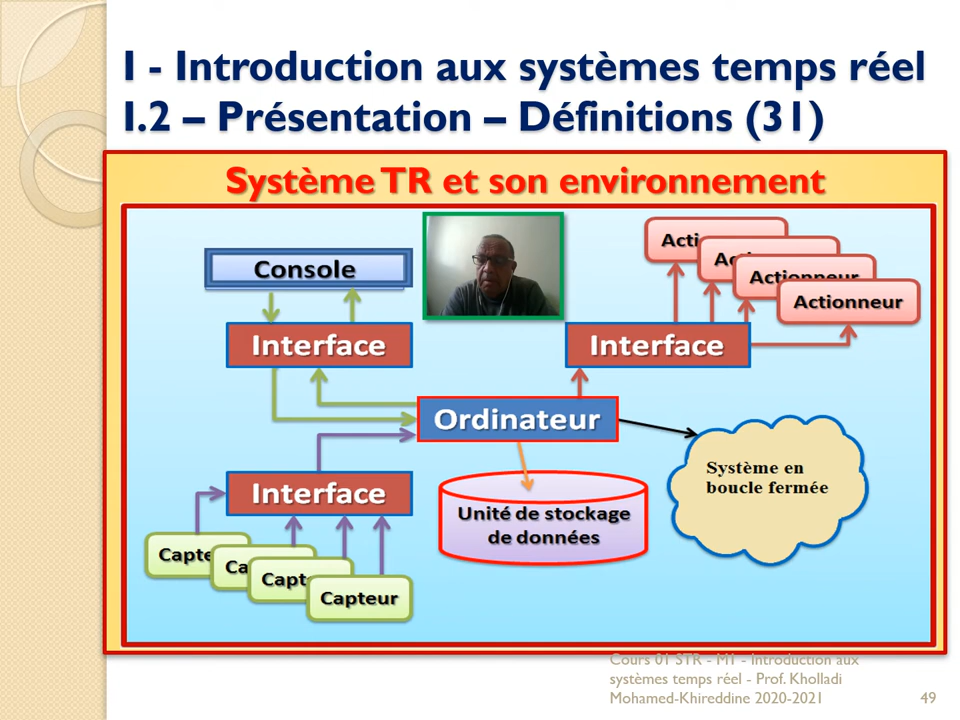 I - Introduction aux systèmes temps réel
I.2 – Présentation – Définitions (31)
Système TR et son environnement
Console
Interface
Interface
Actionneur
Actionneur
Ordinateur
Système en
boucle fermée
Interface
Unité de stockage
de données
Capteur
Cours 01 STR - M1 - Introduction aux
systèmes temps réel - Prof. Kholladi
Mohamed-Khireddine 2020-2021
49